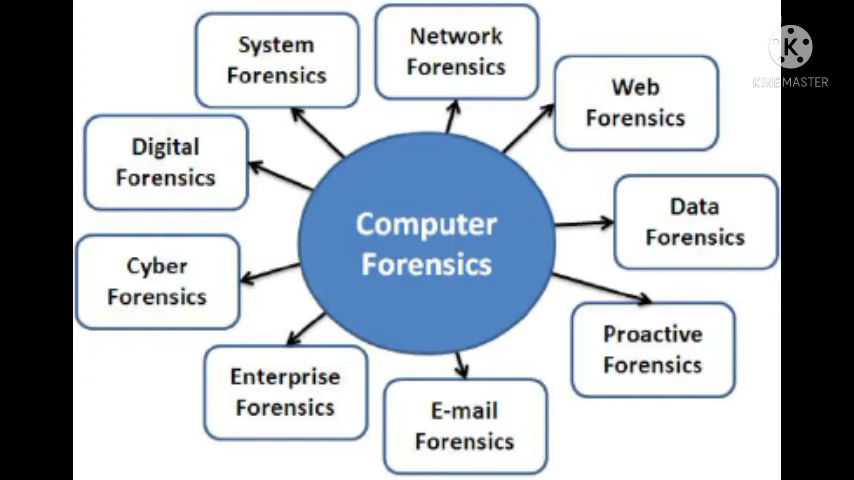 System
Forensics
Network
Forensics
Web
Forensics
Digital
Forensics
Data
Forensics
Computer
Forensics
Cyber
Forensics
Proactive
Forensics
Enterprise
Forensics
E-mail
Forensics
K
KINEMASTER